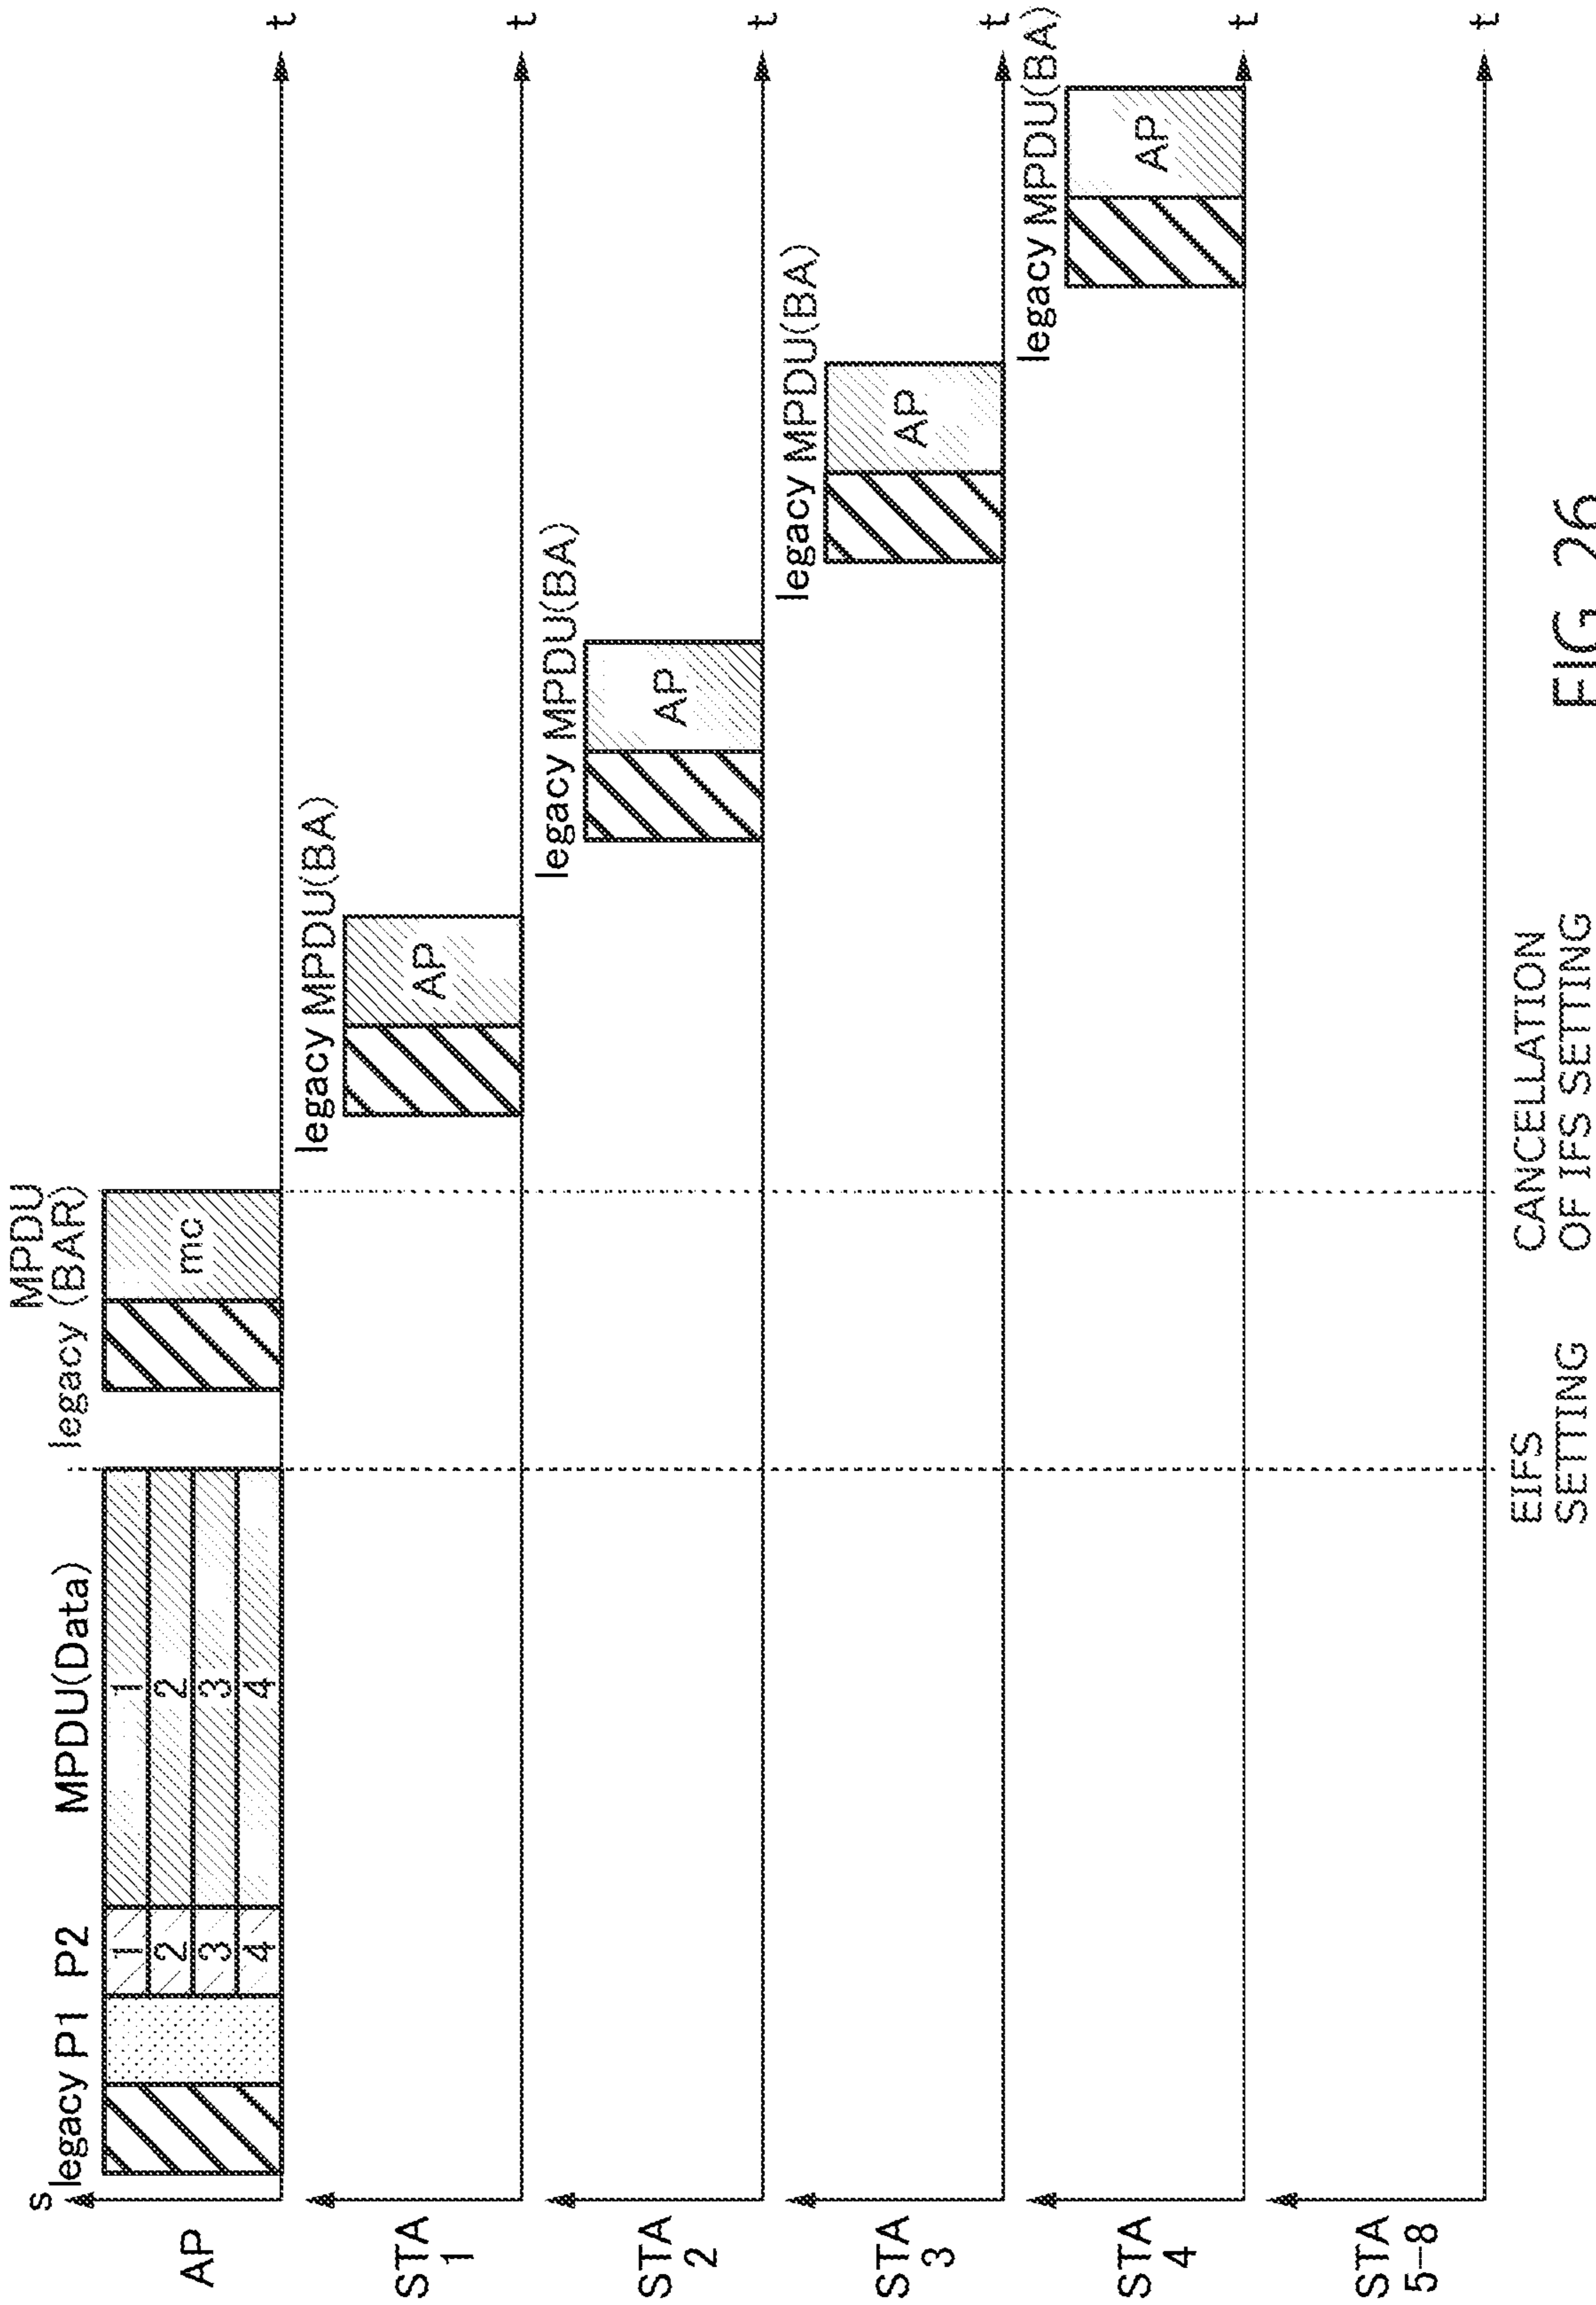 MPDU
legacy P1 P2 MPDU(Data) legacy (BAR)
s
AP
1 1
2 2
3 3
4 4
mc
t
legacy MPDU(BA)
STA
1
AP
t
legacy MPDU(BA)
STA
2
AP
t
legacy MPDU(BA)
STA
3
AP
t
legacy MPDU(BA)
STA
4
AP
t
STA
5-8
t
EIFS
SETTING
CANCELLATION
OF IFS SETTING
FIG. 26